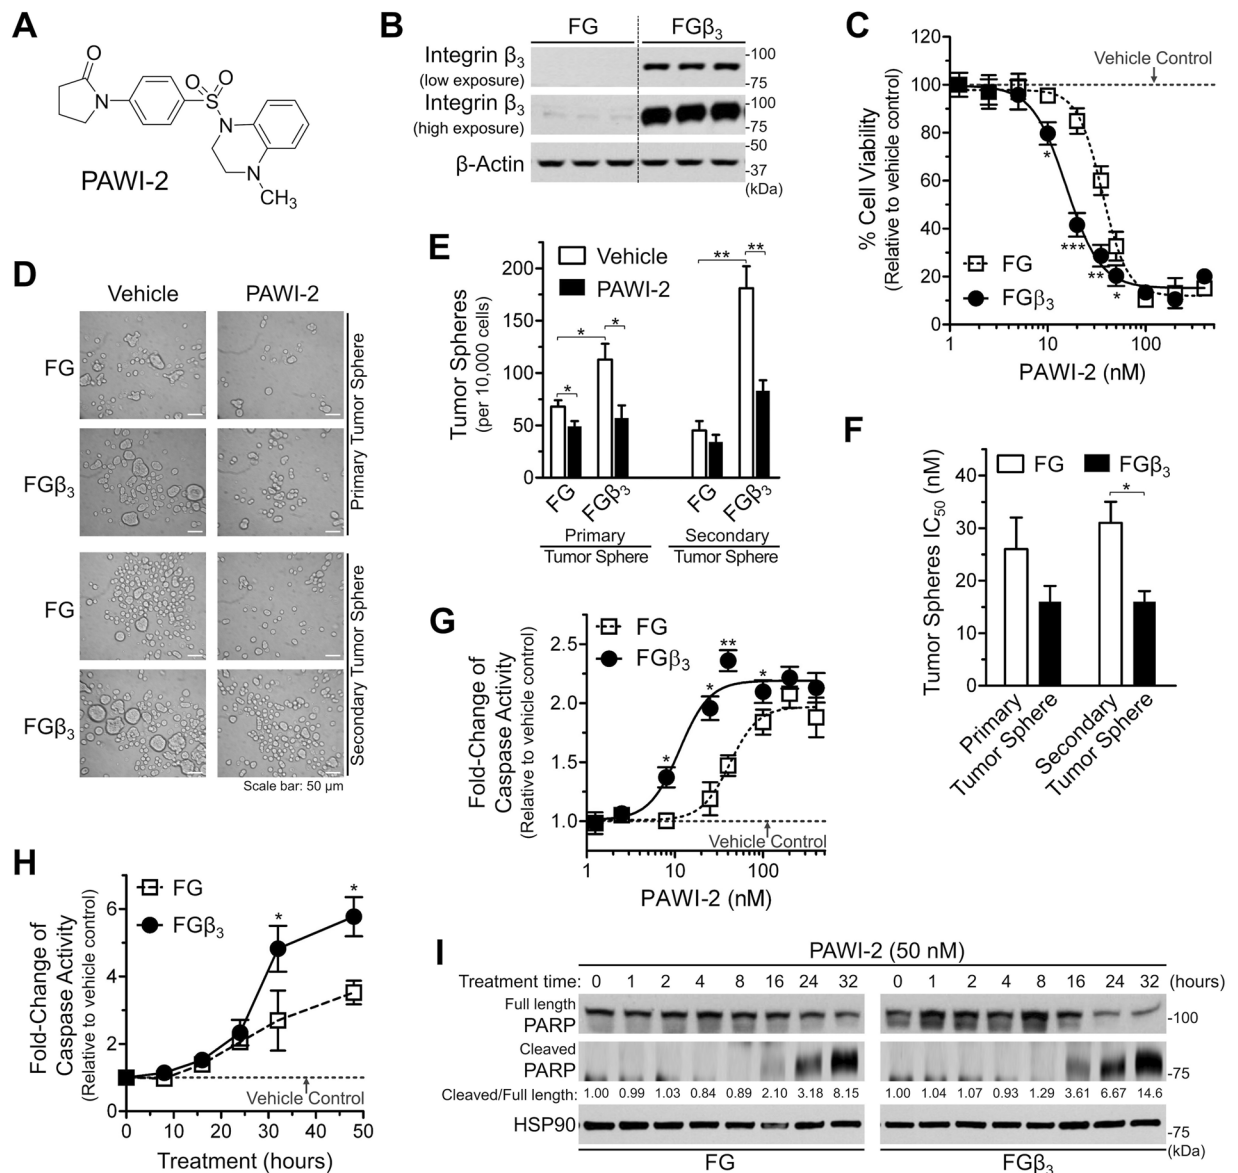 A
O
N
O
O
S
N
N
CH3
PAWI-2
B
FG
FGβ3
Integrin β3
(low exposure)
-100
-75
Integrin β3
(high exposure)
-100
-75
β-Actin
-50
-37
(kDa)
C
120
100
80
60
40
20
0
% Cell Viability
(Relative to vehicle control)
Vehicle Control
*
***
**
*
FG
FGβ3
10
100
PAWI-2 (nM)
D
Vehicle
PAWI-2
FG
FGβ3
Primary Tumor Sphere
FG
FGβ3
Secondary Tumor Sphere
Scale bar: 50 μm
E
Tumor Spheres
(per 10,000 cells)
200
150
100
50
0
Vehicle
PAWI-2
*
*
*
**
**
FG
FGβ3
FG
FGβ3
Primary
Tumor Sphere
Secondary
Tumor Sphere
F
Tumor Spheres IC50 (nM)
40
30
20
10
0
FG
FGβ3
*
Primary
Tumor Sphere
Secondary
Tumor Sphere
G
Fold-Change of
Caspase Activity
(Relative to vehicle control)
2.5
2.0
1.5
1.0
FG
FGβ3
*
*
**
*
Vehicle Control
1
10
100
PAWI-2 (nM)
H
Fold-Change of
Caspase Activity
(Relative to vehicle control)
6
4
2
0
FG
FGβ3
*
*
Vehicle Control
0 10 20 30 40 50
Treatment (hours)
I
PAWI-2 (50 nM)
Treatment time: 0 1 2 4 8 16 24 32 0 1 2 4 8 16 24 32 (hours)
Full length
PARP
-100
Cleaved
PARP
-75
Cleaved/Full length: 1.00 0.99 1.03 0.84 0.89 2.10 3.18 8.15 1.00 1.04 1.07 0.93 1.29 3.61 6.67 14.6
HSP90
-75
(kDa)
FG
FGβ3